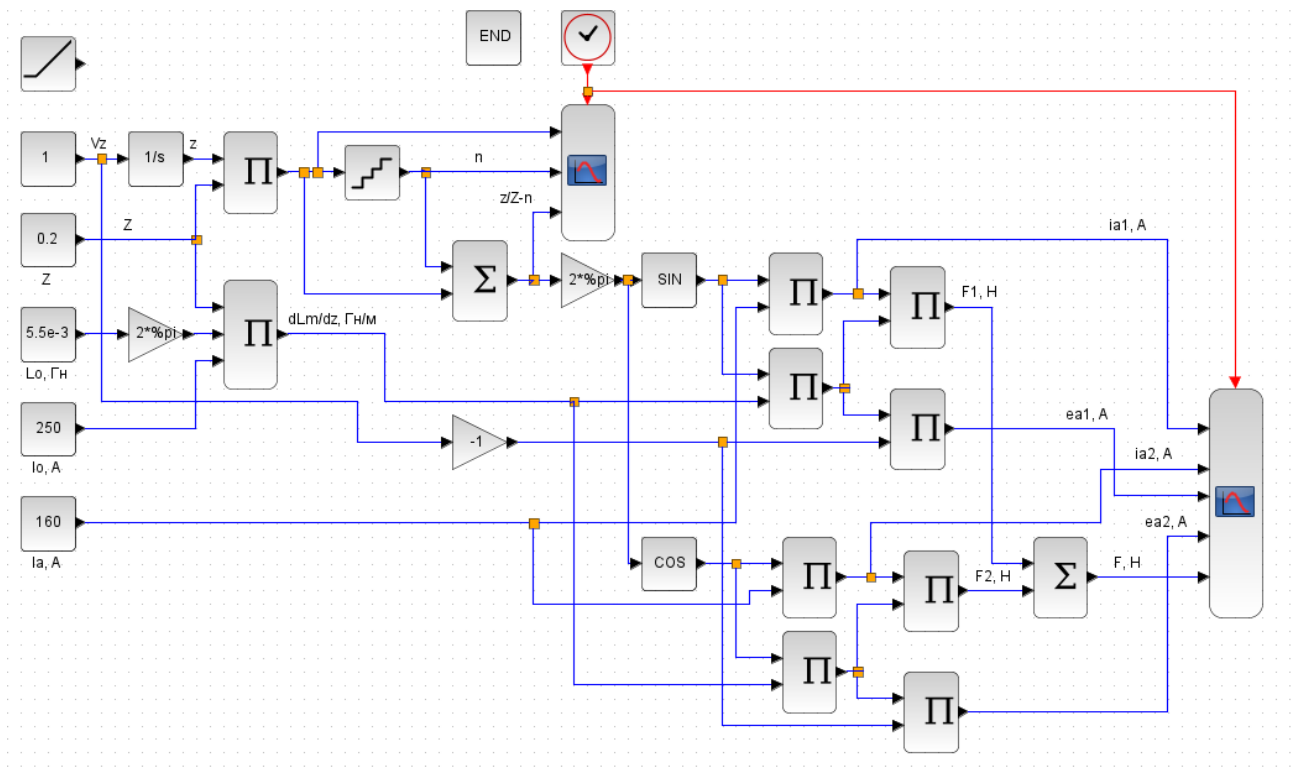 END
1
Vz
1/s
z
Π
n
z/Z-n
0.2
Z
Z
Σ
2*%pi
SIN
Π
ia1, A
Π
F1, H
5.5e-3
Lo, Гн
2*%pi
Π
dLm/dz, Гн/м
Π
250
Io, A
-1
Π
ea1, A
ia2, A
160
Ia, A
ea2, A
COS
Π
Π
F2, H
Σ
F, H
Π
Π